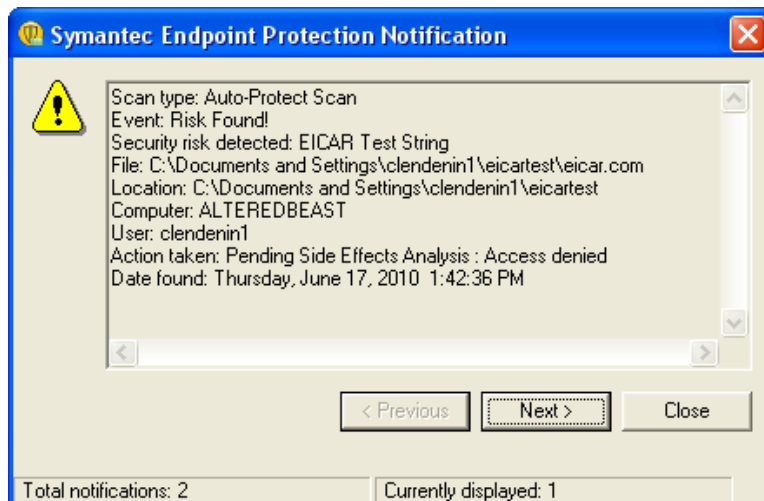 Symantec Endpoint Protection Notification
Scan type: Auto-Protect Scan
Event: Risk Found!
Security risk detected: EICAR Test String
File: C:\Documents and Settings\clendenin1\eicartest\eicar.com
Location: C:\Documents and Settings\clendenin1\eicartest
Computer: ALTEREDBEAST
User: clendenin1
Action taken: Pending Side Effects Analysis : Access denied
Date found: Thursday, June 17, 2010  1:42:36 PM
< Previous
Next >
Close
Total notifications: 2
Currently displayed: 1